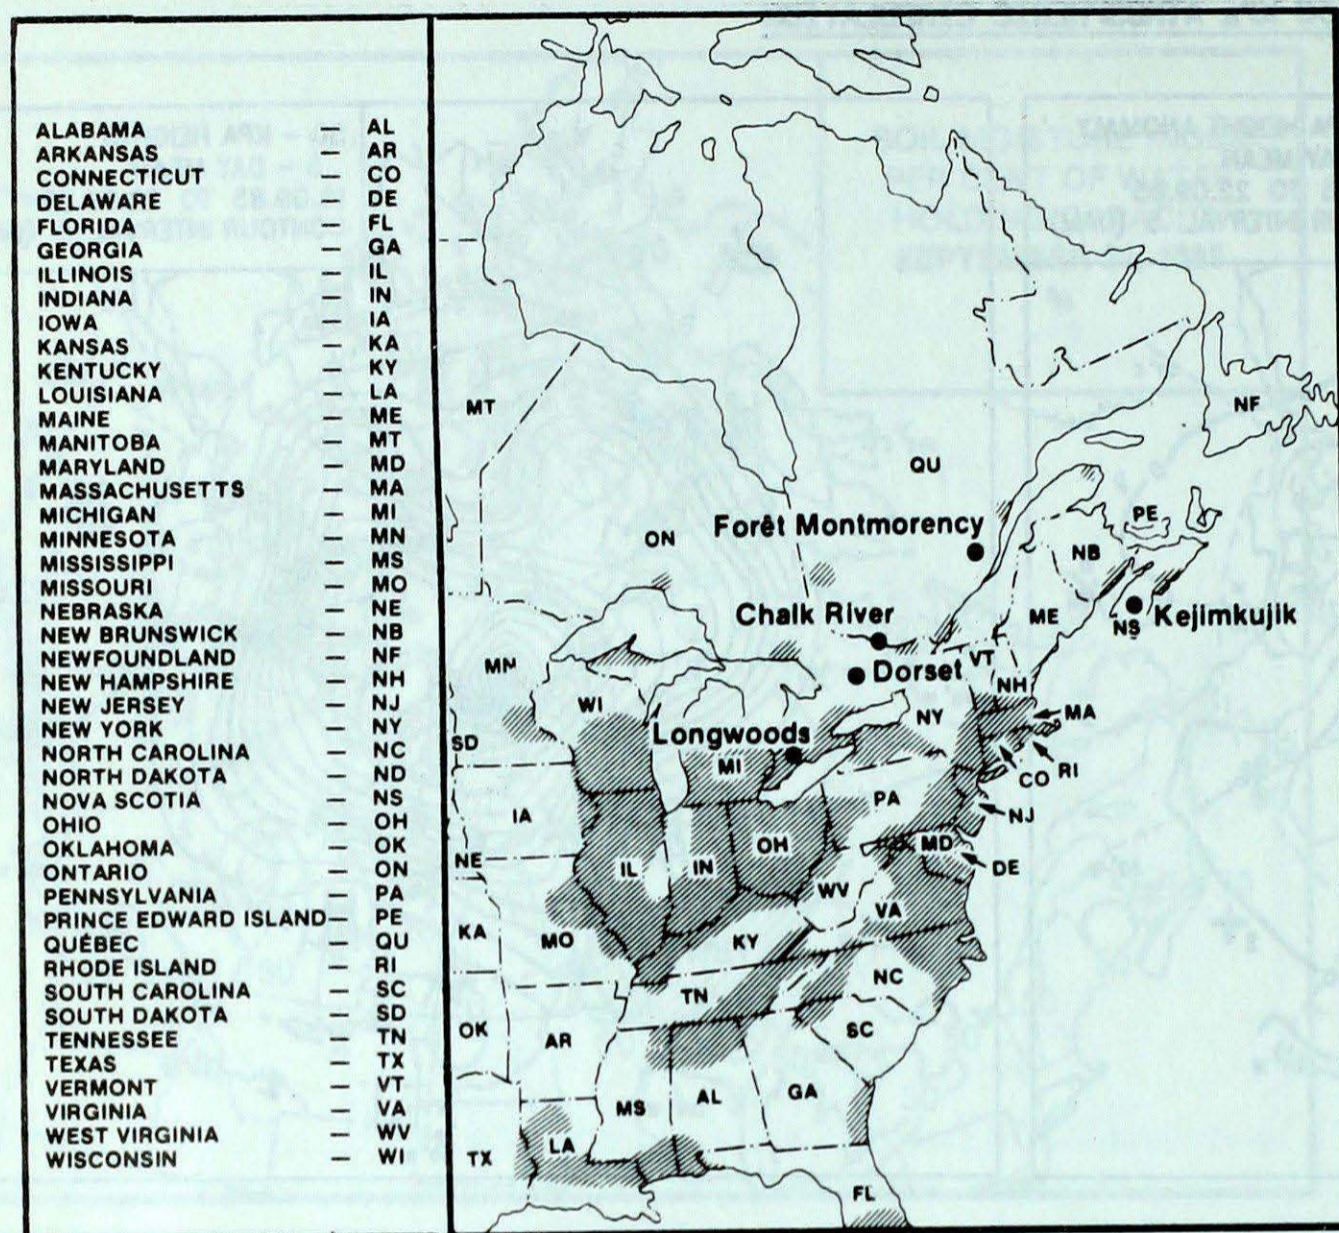 ALABAMA — AL
ARKANSAS — AR
CONNECTICUT — CO
DELAWARE — DE
FLORIDA — FL
GEORGIA — GA
ILLINOIS — IL
INDIANA — IN
IOWA — IA
KANSAS — KA
KENTUCKY — KY
LOUISIANA — LA
MAINE — ME
MANITOBA — MT
MARYLAND — MD
MASSACHUSETTS — MA
MICHIGAN — MI
MINNESOTA — MN
MISSISSIPPI — MS
MISSOURI — MO
NEBRASKA — NE
NEW BRUNSWICK — NB
NEWFOUNDLAND — NF
NEW HAMPSHIRE — NH
NEW JERSEY — NJ
NEW YORK — NY
NORTH CAROLINA — NC
NORTH DAKOTA — ND
NOVA SCOTIA — NS
OHIO — OH
OKLAHOMA — OK
ONTARIO — ON
PENNSYLVANIA — PA
PRINCE EDWARD ISLAND — PE
QUÉBEC — QU
RHODE ISLAND — RI
SOUTH CAROLINA — SC
SOUTH DAKOTA — SD
TENNESSEE — TN
TEXAS — TX
VERMONT — VT
VIRGINIA — VA
WEST VIRGINIA — WV
WISCONSIN — WI
MT
NF
QU
PE
Forêt Montmorency
ON
NB
Chalk River
ME
NS
Kejimkujik
MN
Dorset
VT
NH
WI
NY
MA
SD
Longwoods
MI
CO
RI
IA
PA
NJ
NE
IL
IN
OH
MD
DE
WV
VA
KA
MO
KY
NC
TN
OK
AR
SC
MS
AL
GA
LA
TX
FL